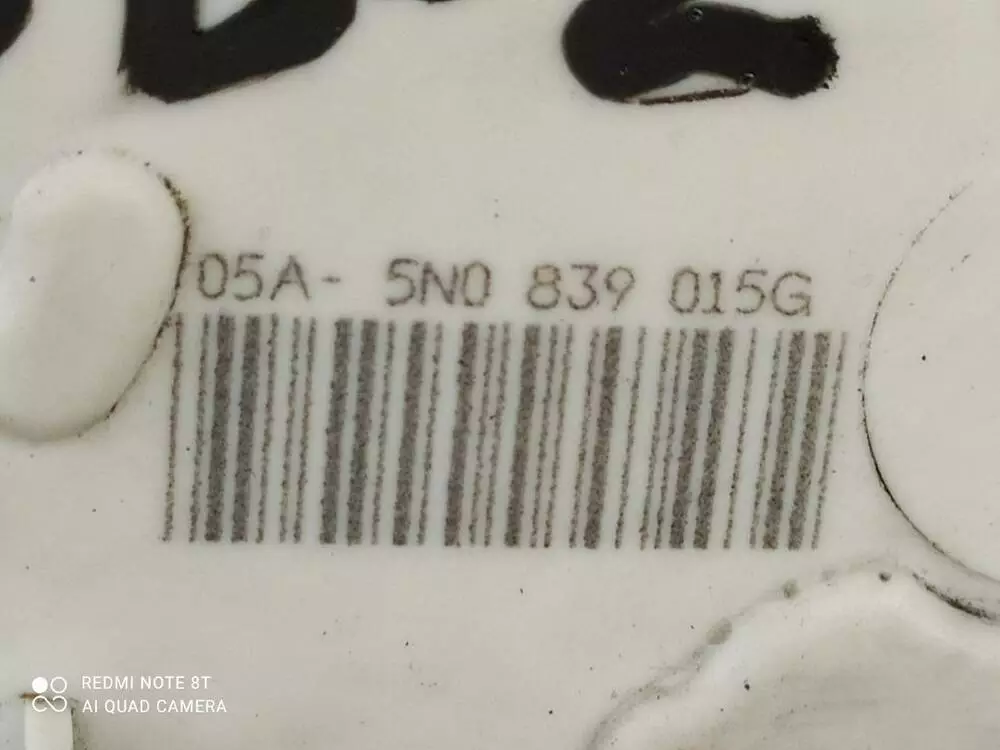 05A- 5N0 839 015G
REDMI NOTE 8T
AI QUAD CAMERA